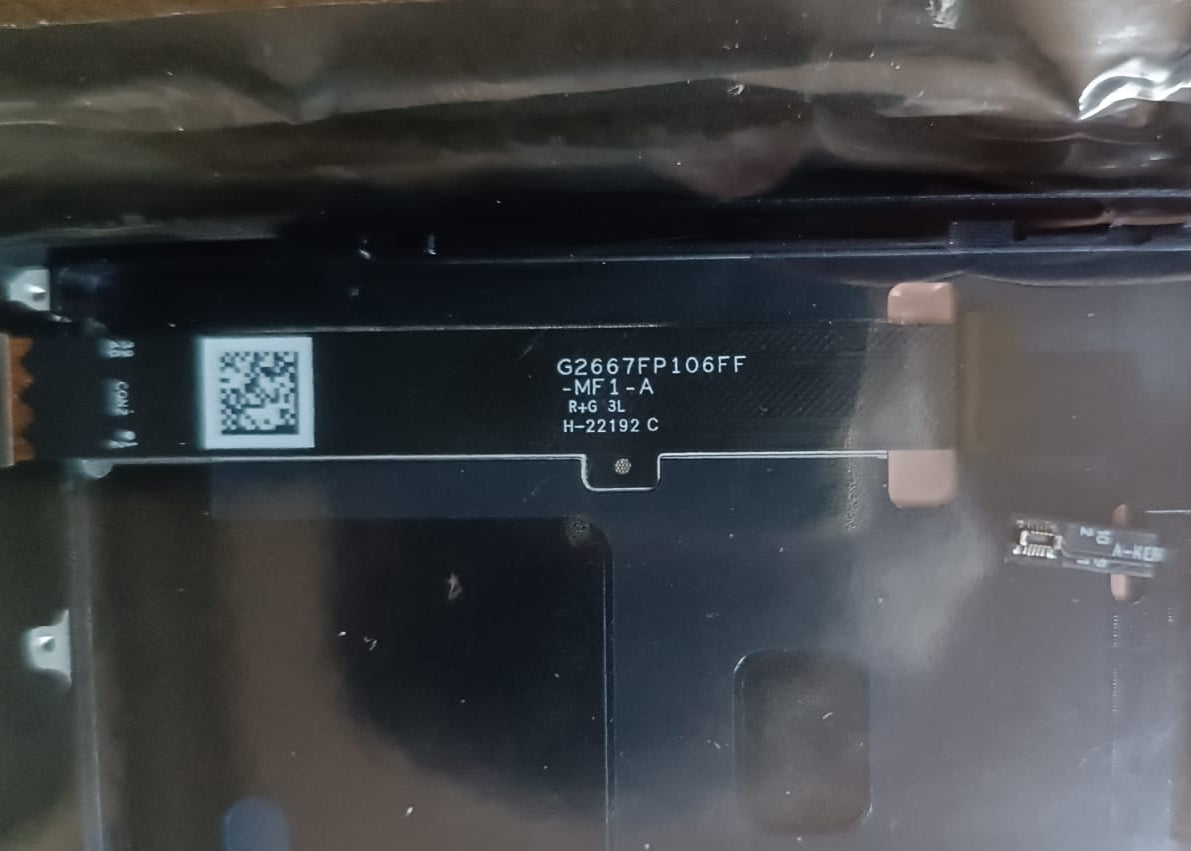 G2667FP106FF
-MF1-A
R+G 3L
H-22192 C
CON2